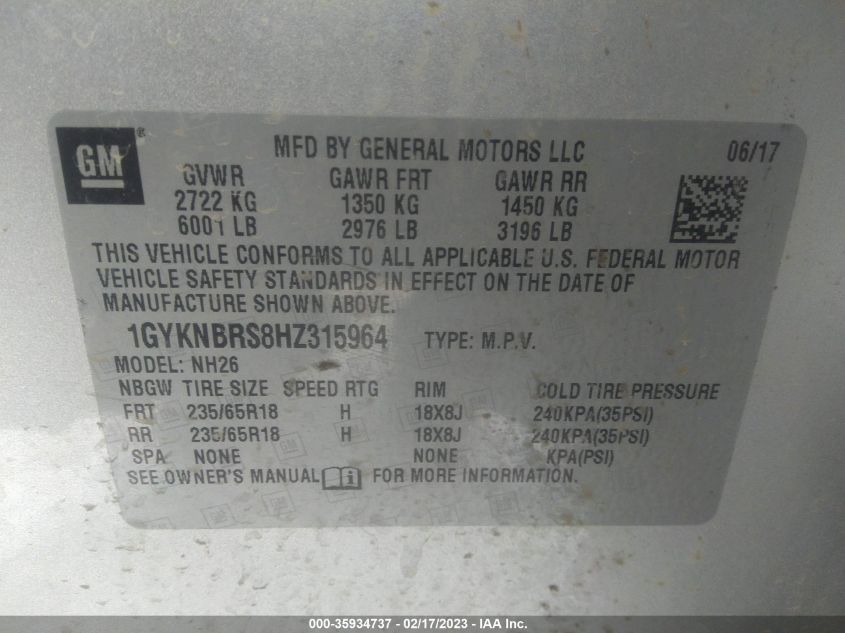 GM ® MFD BY GENERAL MOTORS LLC 06/17
GVWR GAWR FRT GAWR RR
2722 KG 1350 KG 1450 KG
6001 LB 2976 LB 3196 LB
THIS VEHICLE CONFORMS TO ALL APPLICABLE U.S. FEDERAL MOTOR
VEHICLE SAFETY STANDARDS IN EFFECT ON THE DATE OF
MANUFACTURE SHOWN ABOVE.
1GYKNBRS8HZ315964 TYPE: M.P.V.
MODEL: NH26
NBGW TIRE SIZE SPEED RTG RIM COLD TIRE PRESSURE
FRT 235/65R18 H 18X8J 240KPA(35PSI)
RR 235/65R18 H 18X8J 240KPA(35PSI)
SPA NONE NONE KPA(PSI)
SEE OWNER'S MANUAL i FOR MORE INFORMATION.
000-35934737 - 02/17/2023 - IAA Inc.